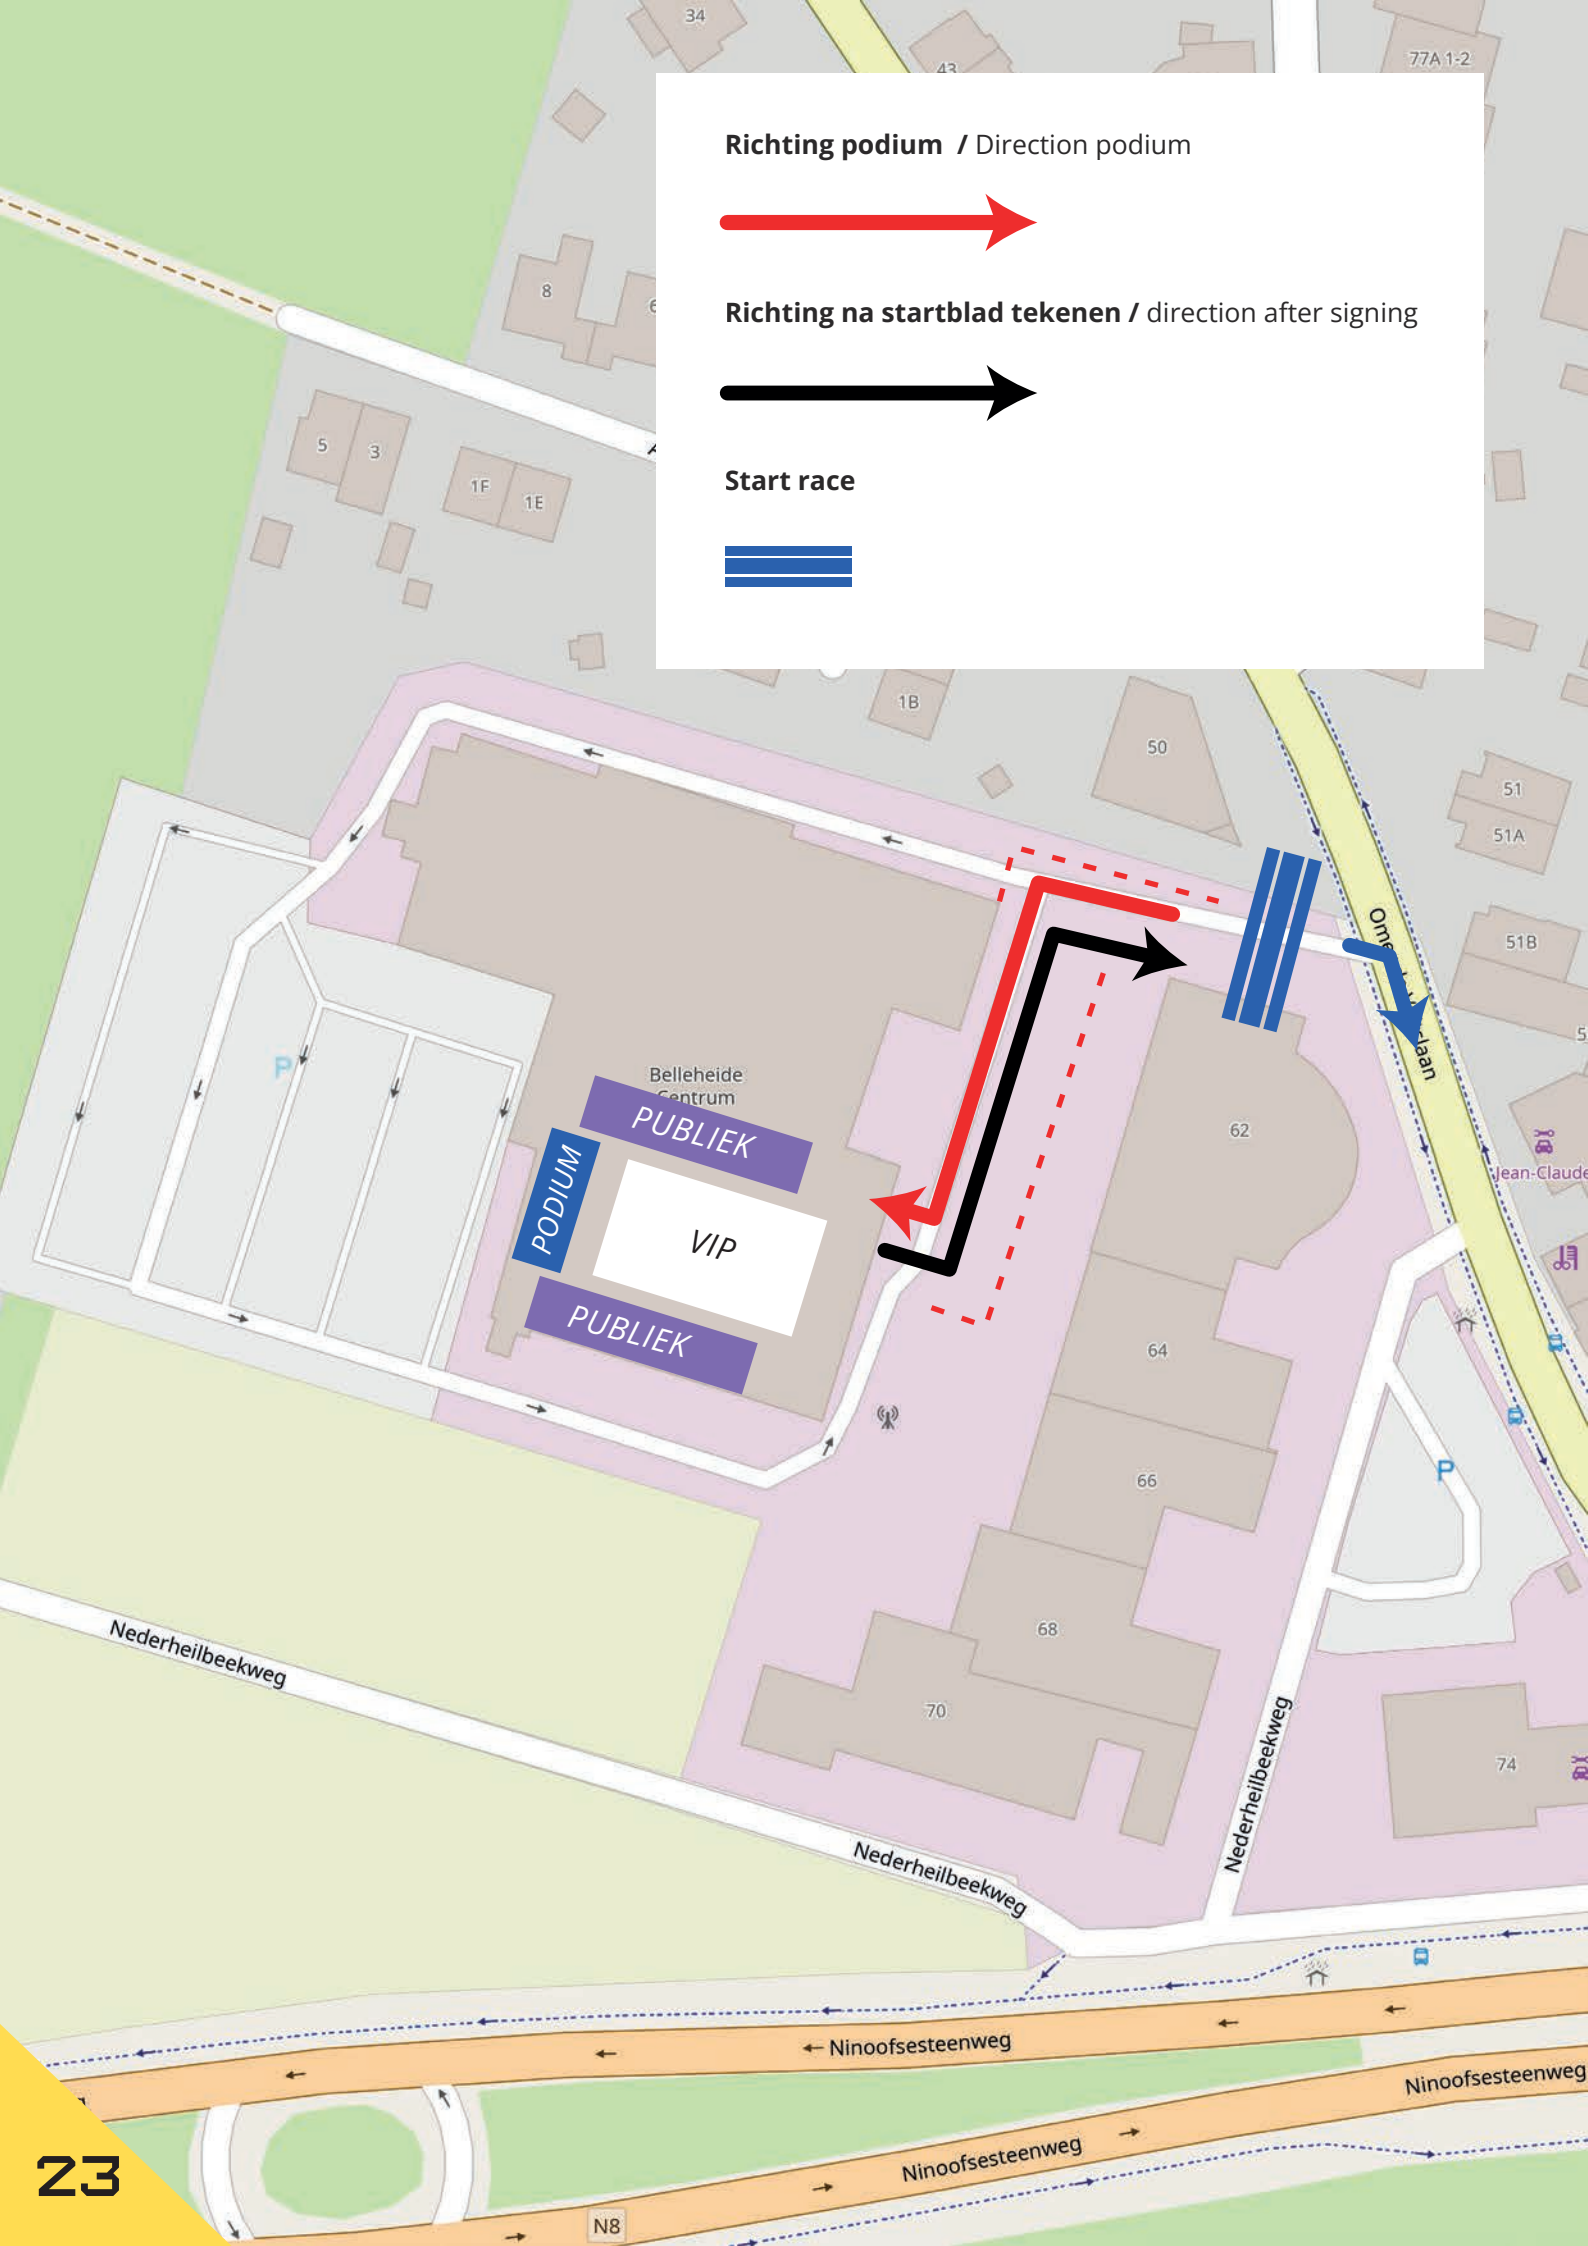 34
43
77A 1-2
Richting podium / Direction podium
8
Richting na startblad tekenen / direction after signing
5
3
1F
1E
Start race
1B
50
51
51A
51B
Belleheide
Centrum
P
PUBLIEK
PODIUM
VIP
PUBLIEK
62
Jean-Claude
64
66
P
68
70
74
Nederheilbeekweg
Nederheilbeekweg
Nederheilbeekweg
Ninoofsesteenweg
Ninoofsesteenweg
Ninoofsesteenweg
N8
23